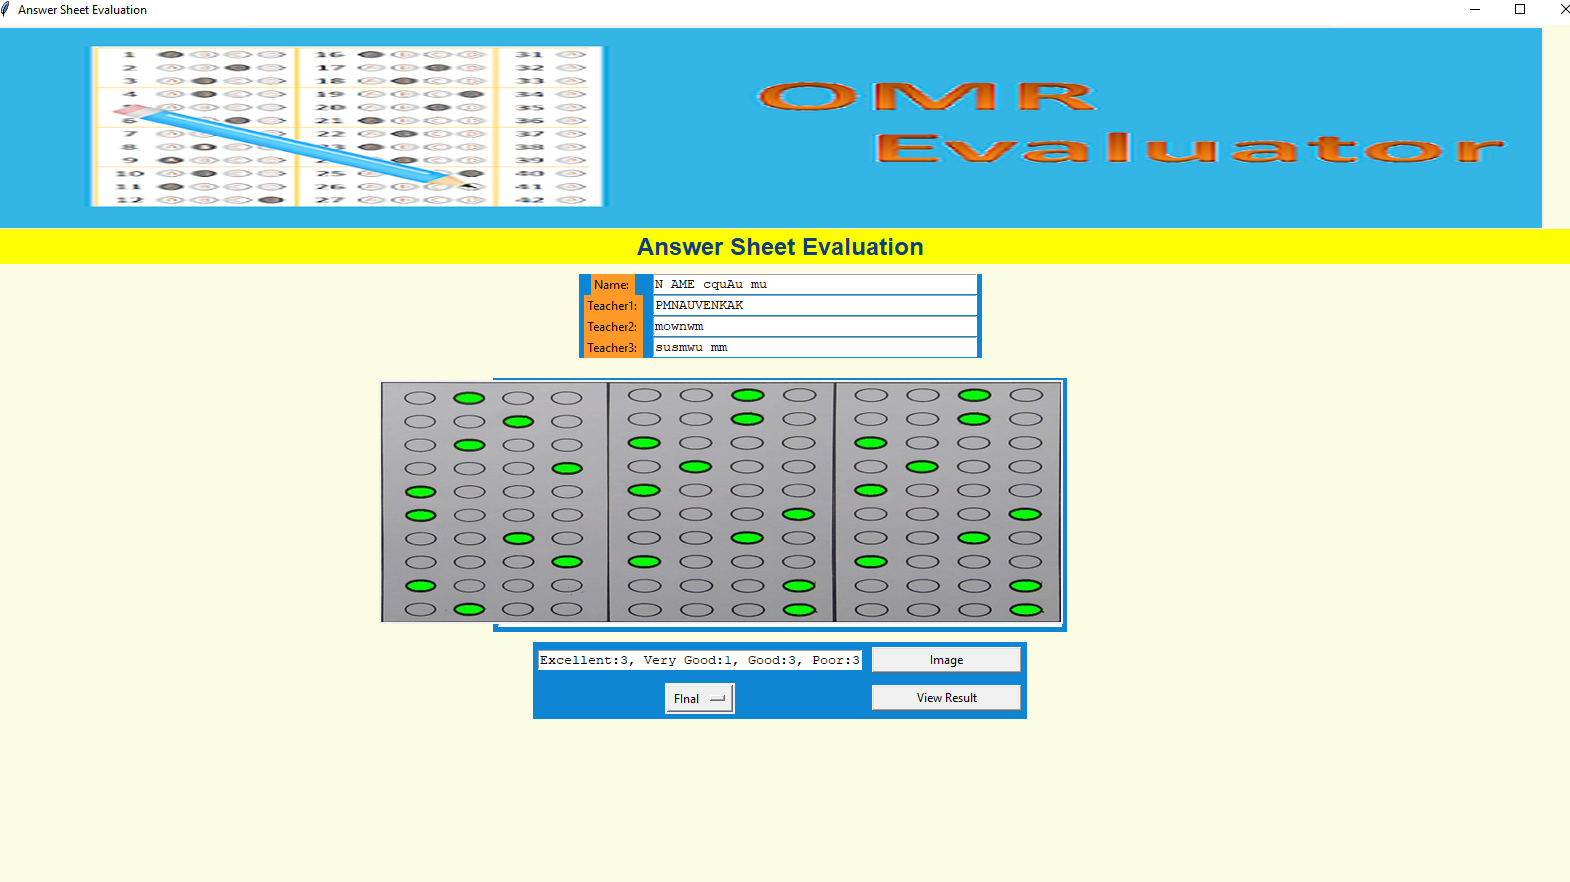 Answer Sheet Evaluation
1 16 31
2 17 32
3 18 33
4 19 34
20 35
6 21 36
7 22 37
8 38
9 39
10 25 40
11 26 41
12 27 42
OMR
Evaluator
Answer Sheet Evaluation
Name: N AME cquAu mu
Teacher1: PMNAUVENKAK
Teacher2: mownwm
Teacher3: susmwu mm
Excellent:3, Very Good:1, Good:3, Poor:3 Image
FInal View Result